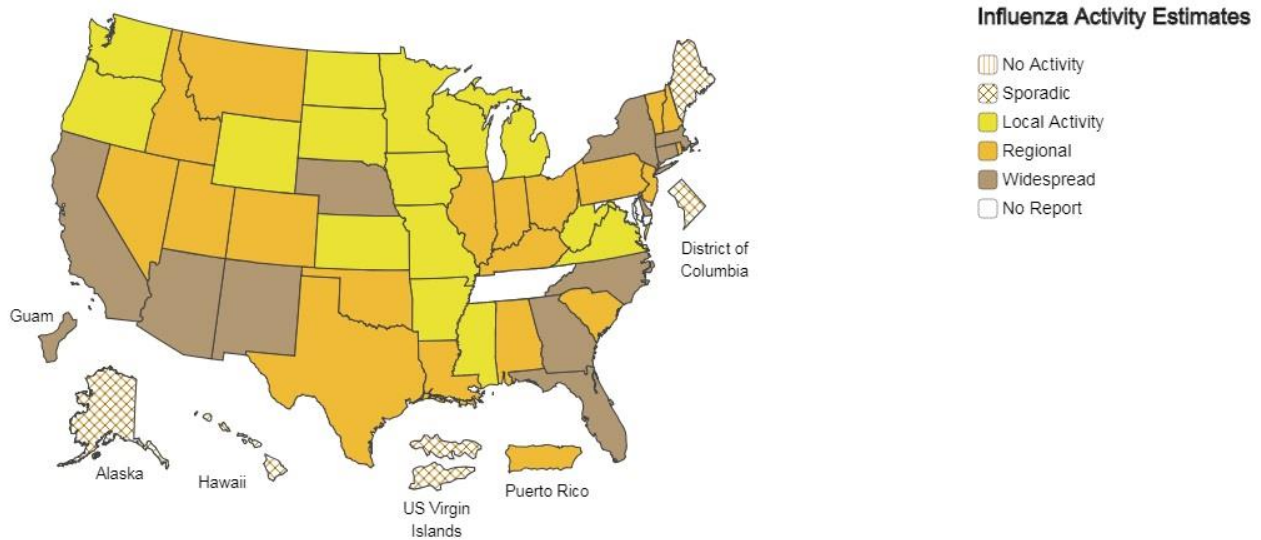 Influenza Activity Estimates
No Activity
Sporadic
Local Activity
Regional
Widespread
No Report
District of
Columbia
Guam
Alaska
Hawaii
US Virgin
Islands
Puerto Rico